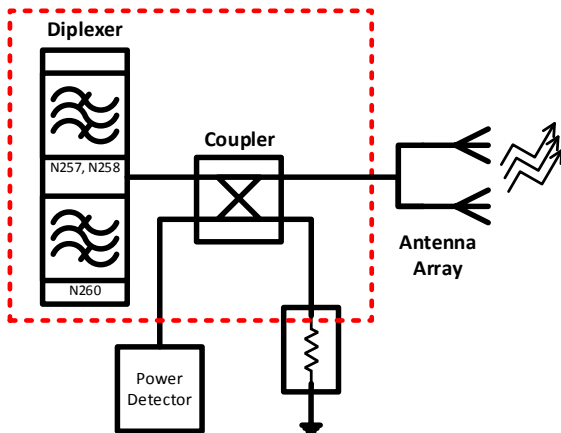 Diplexer
N257, N258
N260
Coupler
Antenna
Array
Power
Detector